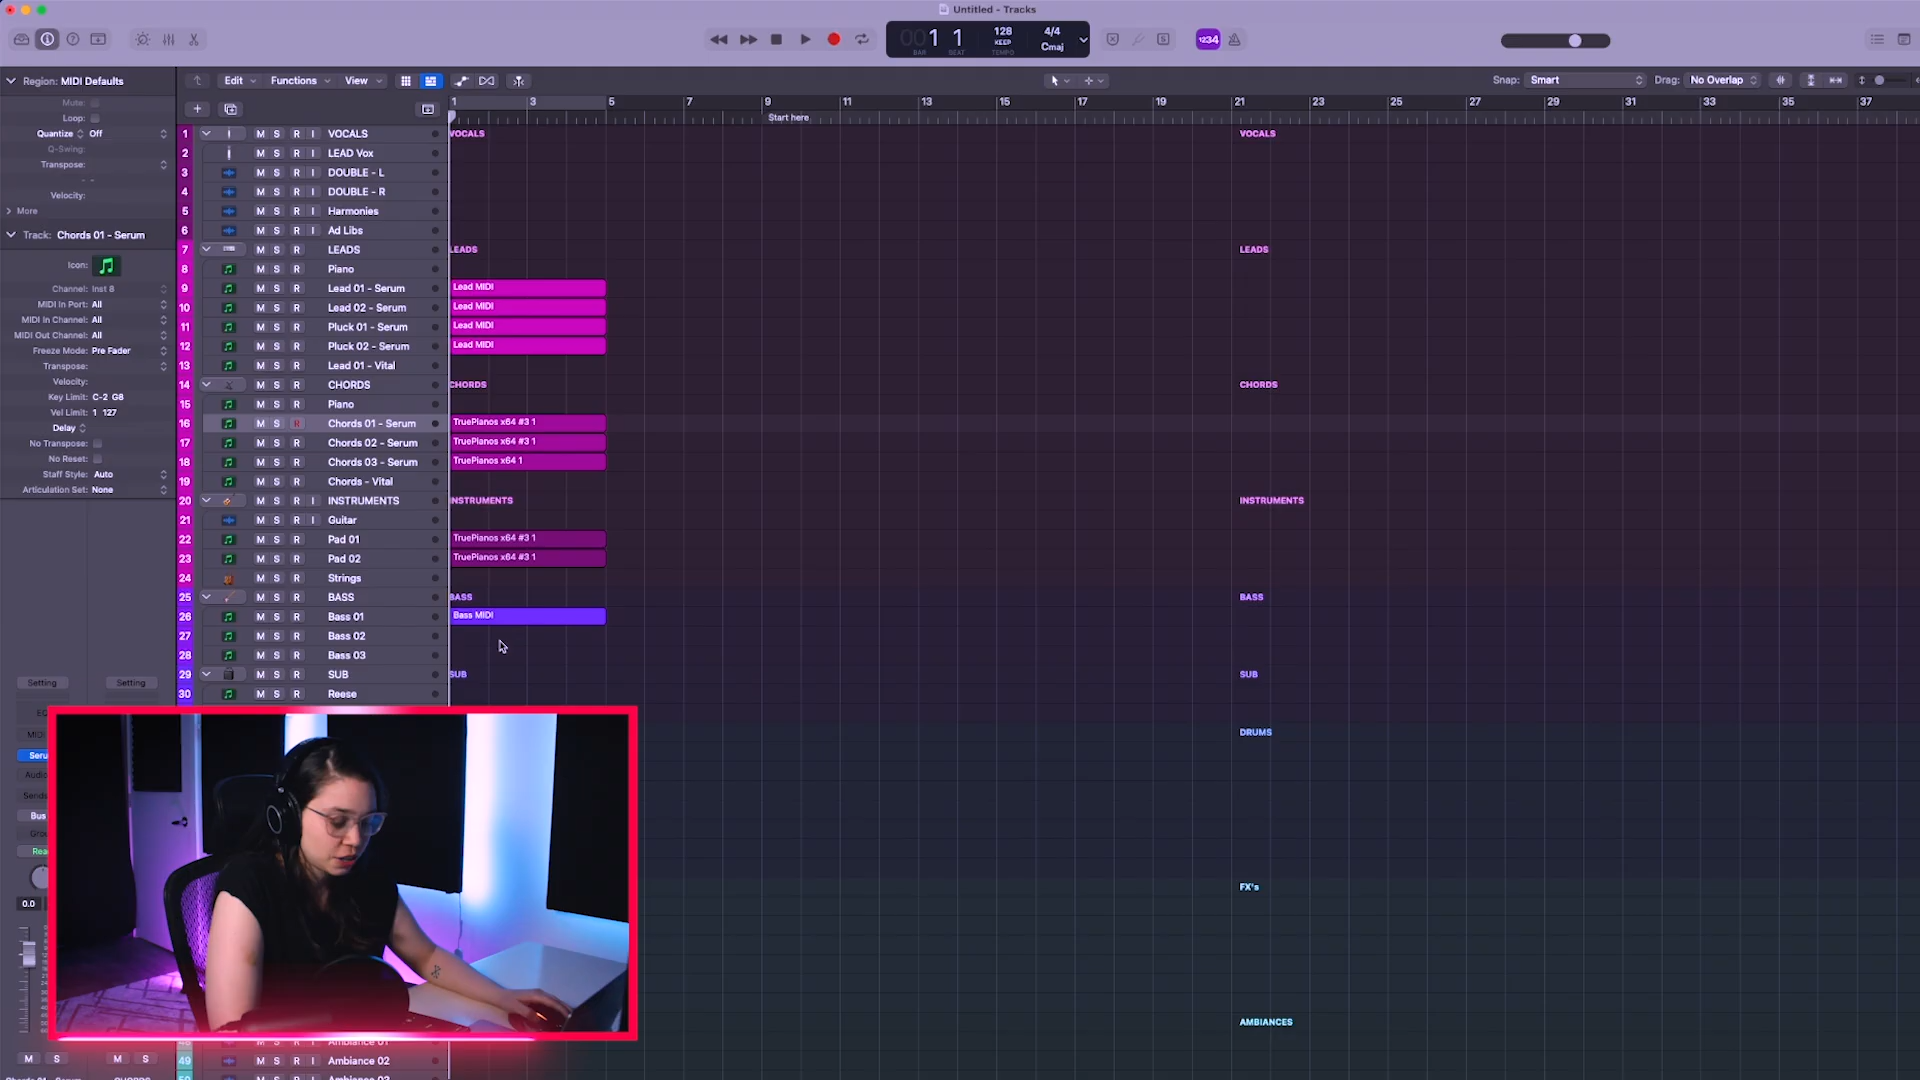 Untitled - Tracks
001 1
BAR BEAT
128
KEEP
TEMPO
4/4
Cmaj
1234
Region: MIDI Defaults
Mute:
Loop:
Quantize Off
Q-Swing:
Transpose:
Velocity:
More
Track: Chords 01 - Serum
Icon:
Channel: Inst 8
MIDI In Port: All
MIDI In Channel: All
MIDI Out Channel: All
Freeze Mode: Pre Fader
Transpose:
Velocity:
Key Limit: C-2 G8
Vel Limit: 1 127
Delay
No Transpose:
No Reset:
Staff Style: Auto
Articulation Set: None
Setting Setting
0.0
M S M S
Edit Functions View
Snap: Smart Drag: No Overlap
1 3 5 7 9 11 13 15 17 19 21 23 25 27 29 31 33 35 37
Start here
1 M S R I VOCALS VOCALS VOCALS
2 M S R I LEAD Vox
3 M S R I DOUBLE - L
4 M S R I DOUBLE - R
5 M S R I Harmonies
6 M S R I Ad Libs
7 M S R LEADS LEADS LEADS
8 M S R Piano
9 M S R Lead 01 - Serum Lead MIDI
10 M S R Lead 02 - Serum Lead MIDI
11 M S R Pluck 01 - Serum Lead MIDI
12 M S R Pluck 02 - Serum Lead MIDI
13 M S R Lead 01 - Vital
14 M S R CHORDS CHORDS CHORDS
15 M S R Piano
16 M S R Chords 01 - Serum TruePianos x64 #3 1
17 M S R Chords 02 - Serum TruePianos x64 #3 1
18 M S R Chords 03 - Serum TruePianos x64 1
19 M S R Chords - Vital
20 M S R I INSTRUMENTS INSTRUMENTS INSTRUMENTS
21 M S R I Guitar
22 M S R Pad 01 TruePianos x64 #3 1
23 M S R Pad 02 TruePianos x64 #3 1
24 M S R Strings
25 M S R BASS BASS BASS
26 M S R Bass 01 Bass MIDI
27 M S R Bass 02
28 M S R Bass 03
29 M S R SUB SUB SUB
30 M S R Reese
DRUMS
FX's
AMBIANCES
49 M S R I Ambiance 02